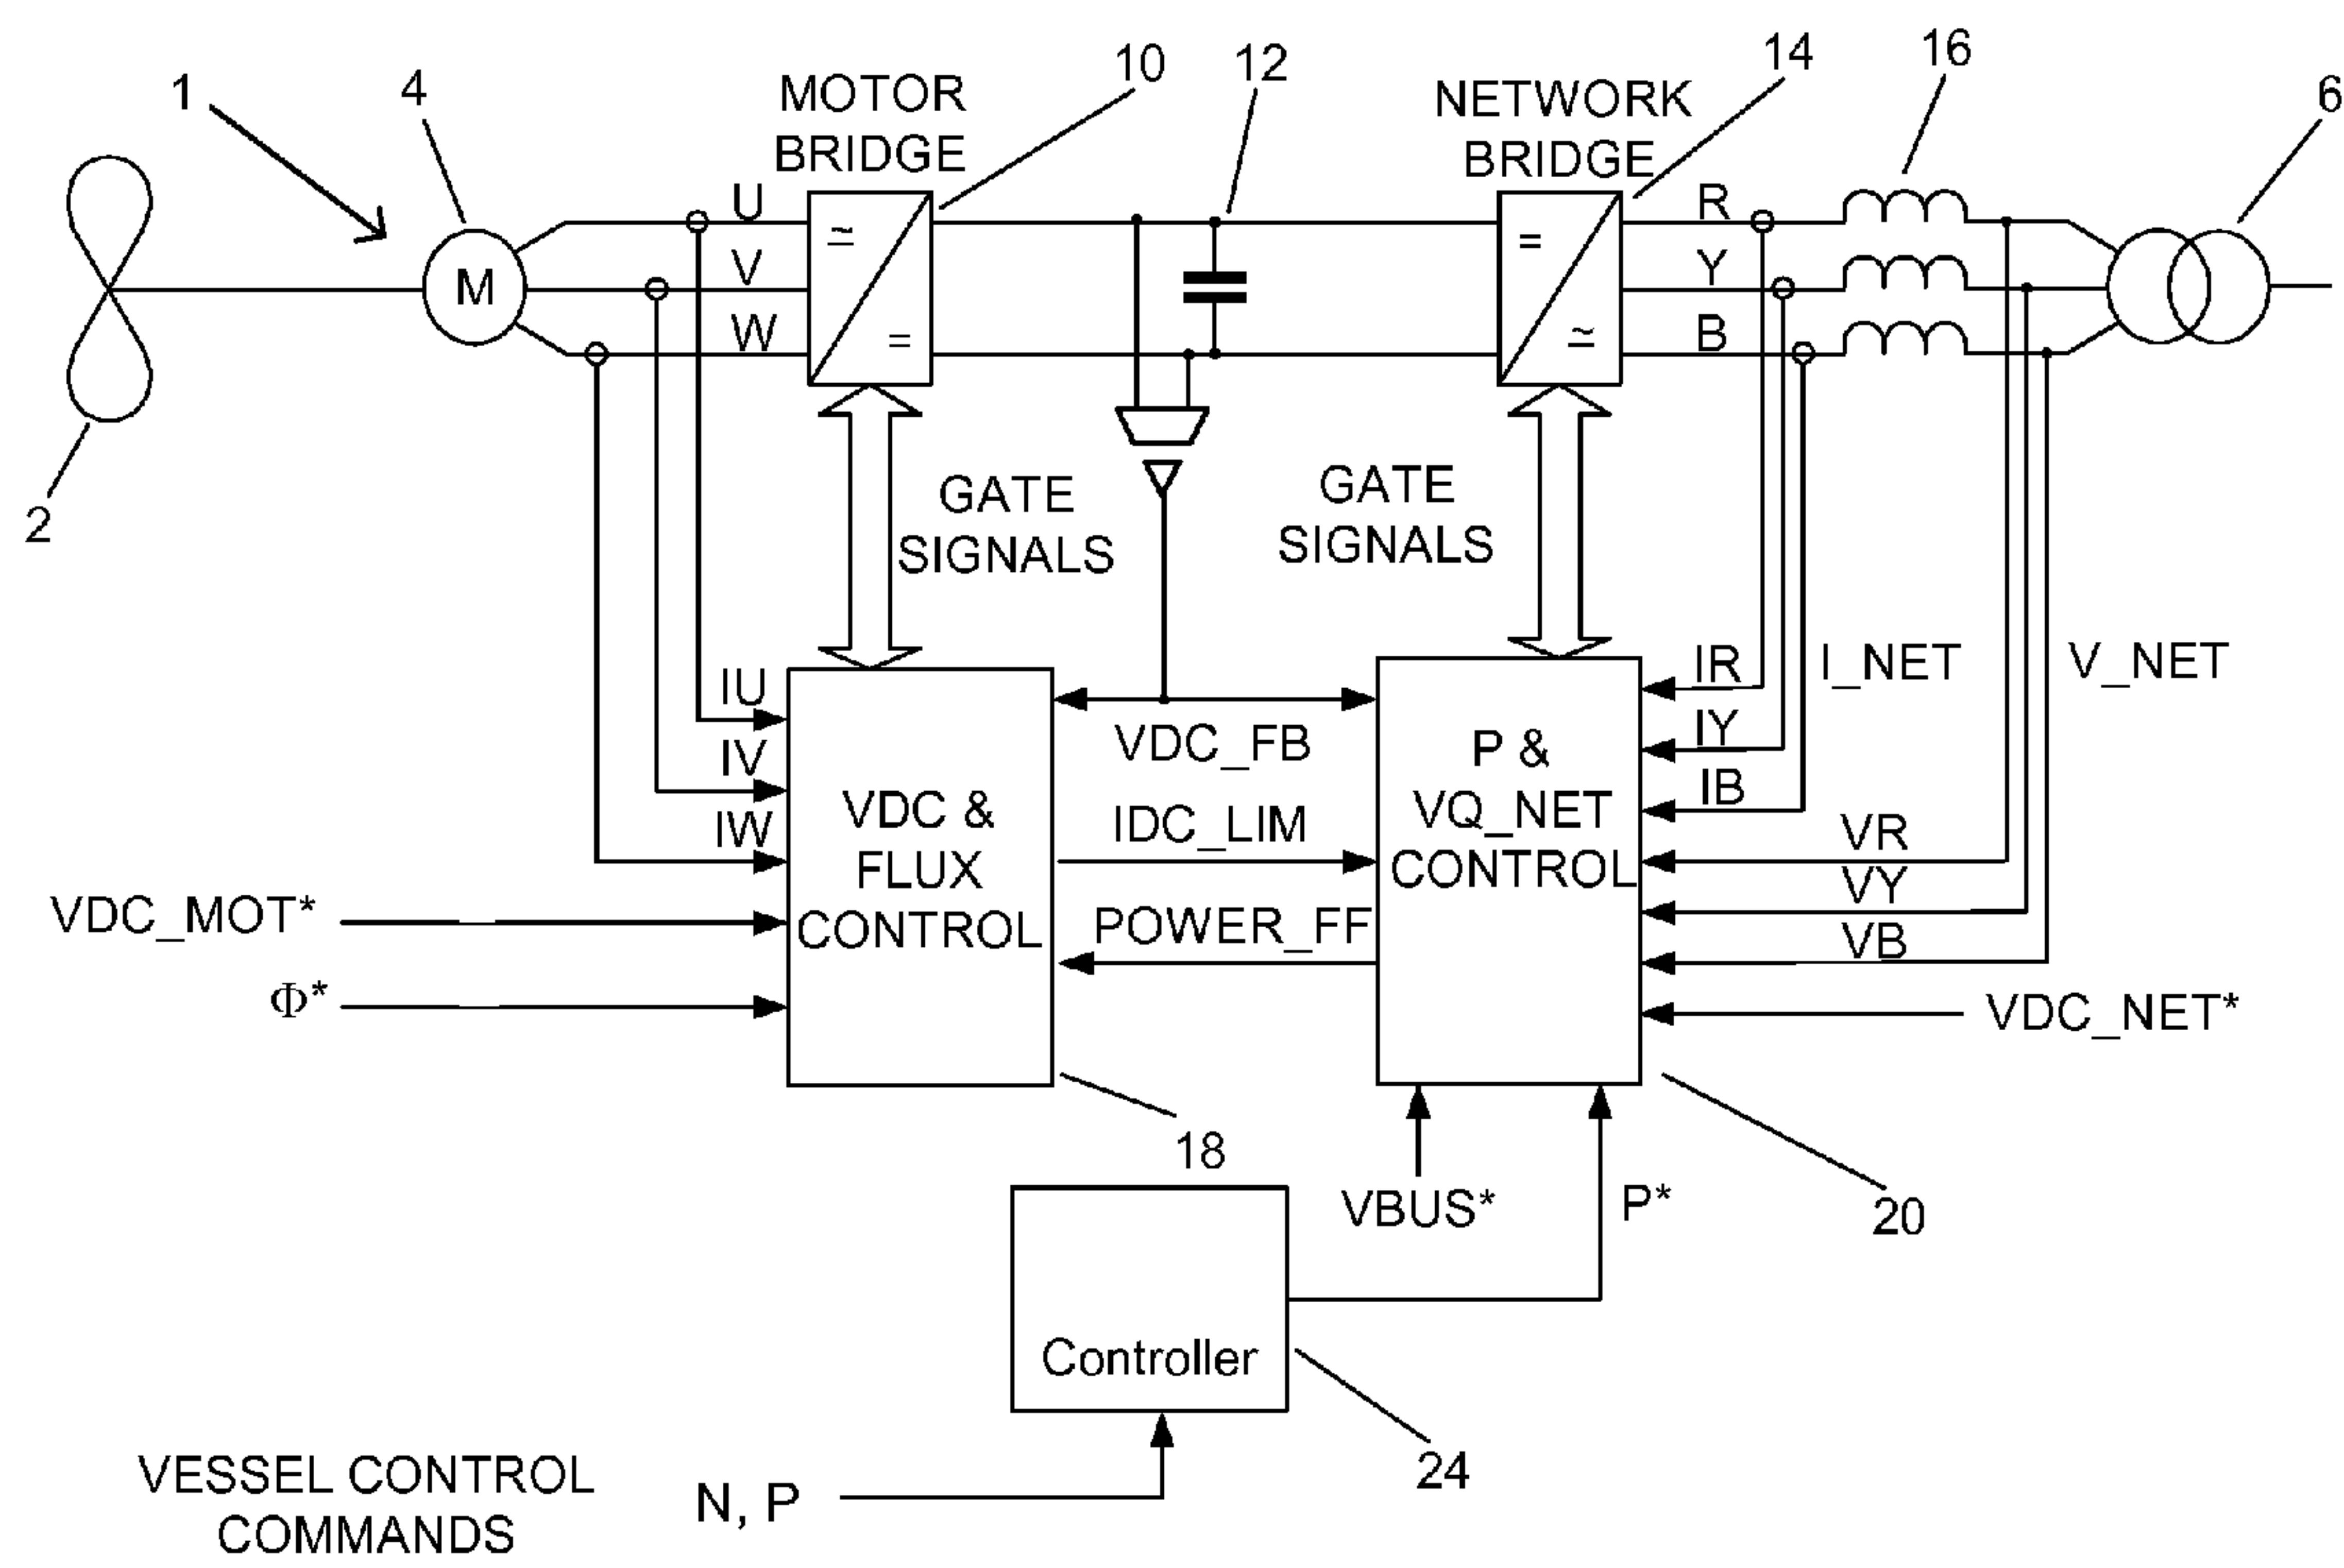 1
4
MOTOR
BRIDGE
10
12
NETWORK
BRIDGE
14
16
6
U
V
W
M
≃
=
=
≃
R
Y
B
2
GATE
SIGNALS
GATE
SIGNALS
IU
IV
IW
VDC_MOT*
Φ*
VDC &
FLUX
CONTROL
VDC_FB
IDC_LIM
POWER_FF
P &
VQ_NET
CONTROL
IR
IY
IB
I_NET
V_NET
VR
VY
VB
VDC_NET*
18
VBUS*
P*
20
Controller
24
VESSEL CONTROL
COMMANDS
N, P